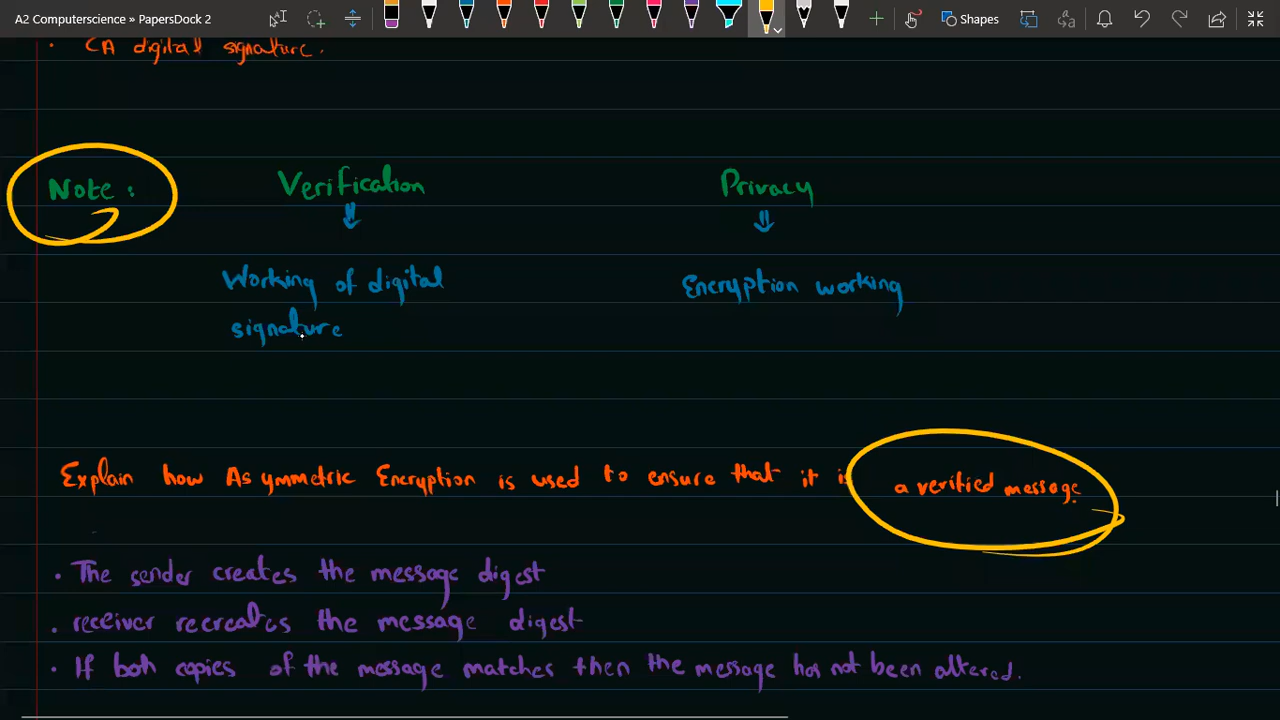 A2 Computerscience » PapersDock 2
Shapes
• CA digital signature.
Note :
Verification
Privacy
Working of digital
signature
Encryption working
Explain how Asymmetric Encryption is used to ensure that it is a verified message
• The sender creates the message digest
• receiver recreates the message digest
• If both copies of the message matches then the message has not been altered.